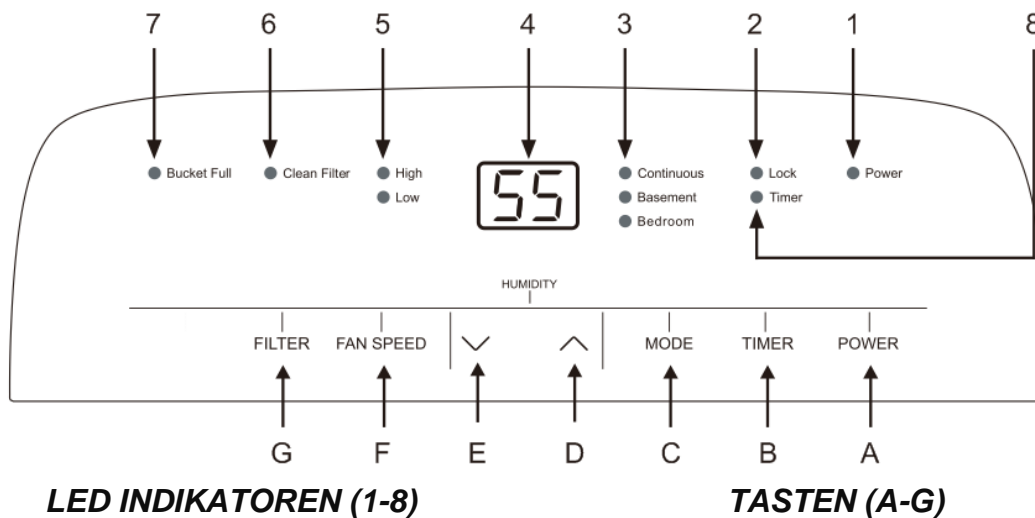 7 6 5 4 3 2 1 8
Bucket Full Clean Filter High Continuous Lock Power
Low 55 Basement Timer
Bedroom
HUMIDITY
FILTER FAN SPEED MODE TIMER POWER
G F E D C B A
LED INDIKATOREN (1-8) TASTEN (A-G)